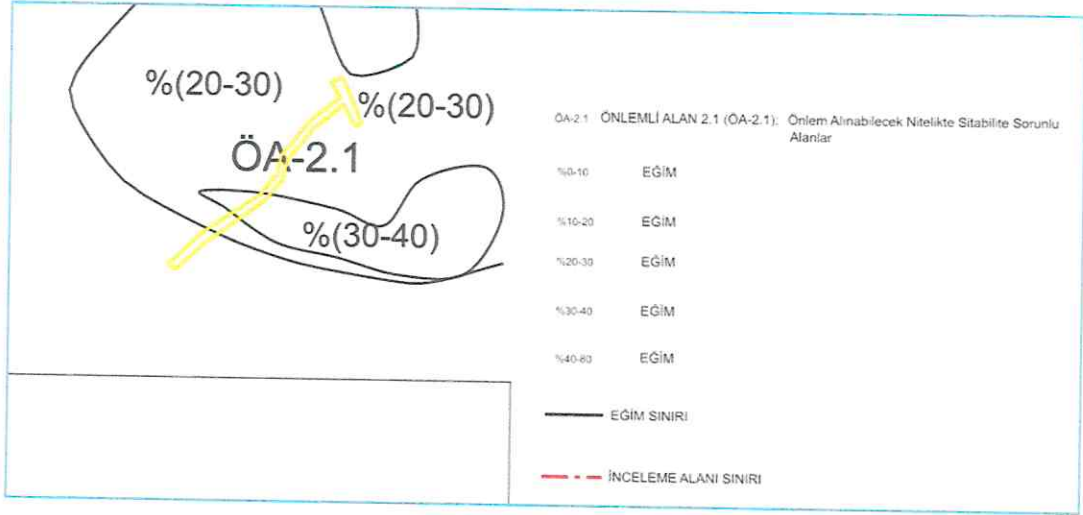 %(20-30)
%(20-30)
ÖA-2.1
%(30-40)
ÖA-2.1 ÖNLEMLİ ALAN 2.1 (ÖA-2.1): Önlem Alınabilecek Nitelikte Sitabilite Sorunlu
Alanlar
%0-10 EĞİM
%10-20 EĞİM
%20-30 EĞİM
%30-40 EĞİM
%40-60 EĞİM
EĞİM SINIRI
İNCELEME ALANI SINIRI